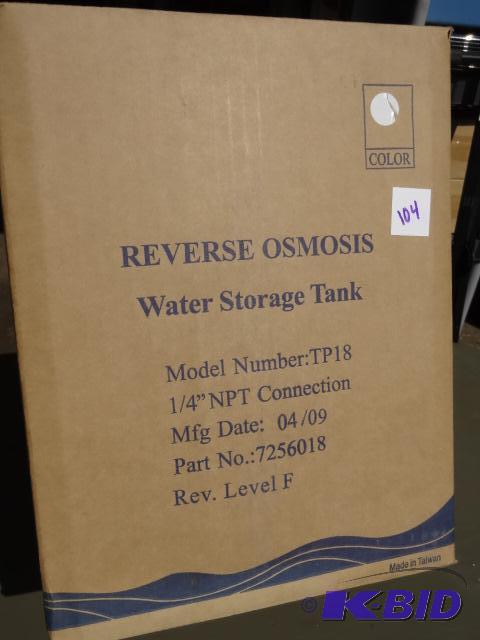 COLOR
104
REVERSE OSMOSIS
Water Storage Tank
Model Number:TP18
1/4” NPT Connection
Mfg Date: 04/09
Part No.:7256018
Rev. Level F
Made in Taiwan
© K-BID